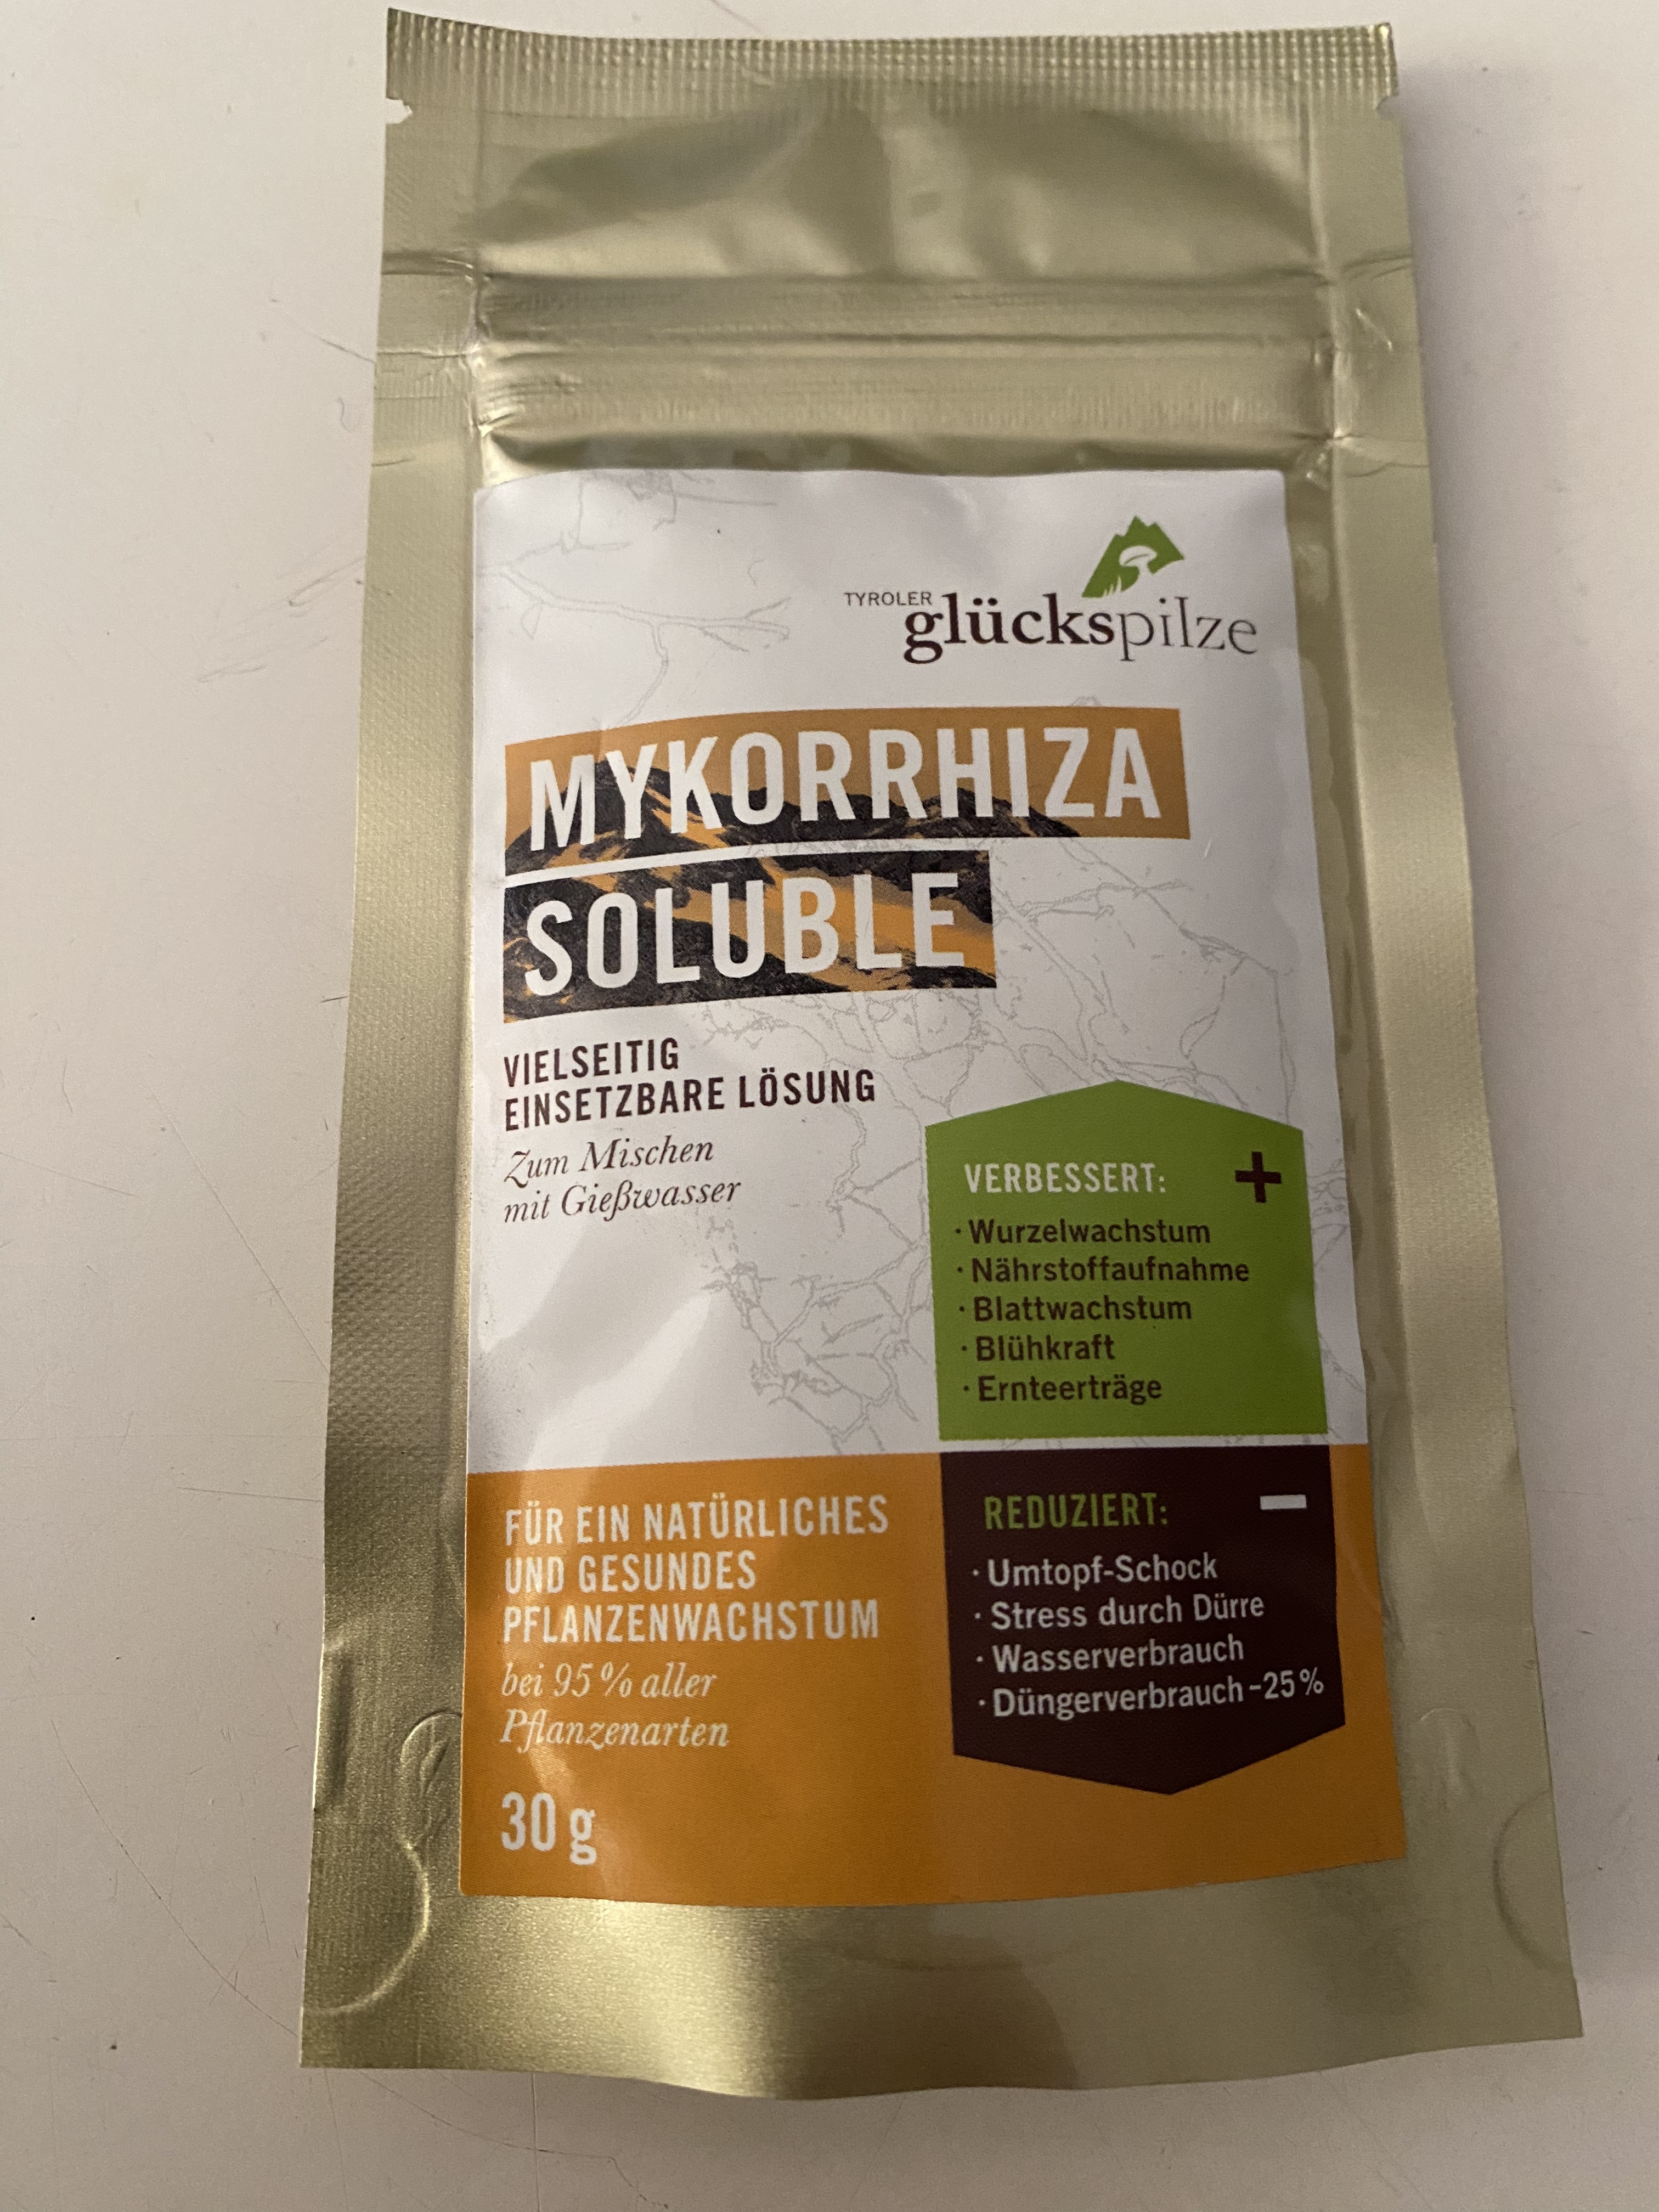 TYROLER
glückspilze
MYKORRHIZA
SOLUBLE
VIELSEITIG
EINSETZBARE LÖSUNG
Zum Mischen
mit Gießwasser
VERBESSERT: +
· Wurzelwachstum
· Nährstoffaufnahme
· Blattwachstum
· Blühkraft
· Ernteerträge
FÜR EIN NATÜRLICHES
UND GESUNDES
PFLANZENWACHSTUM
bei 95 % aller
Pflanzenarten
30 g
REDUZIERT: –
· Umtopf-Schock
· Stress durch Dürre
· Wasserverbrauch
· Düngerverbrauch -25 %